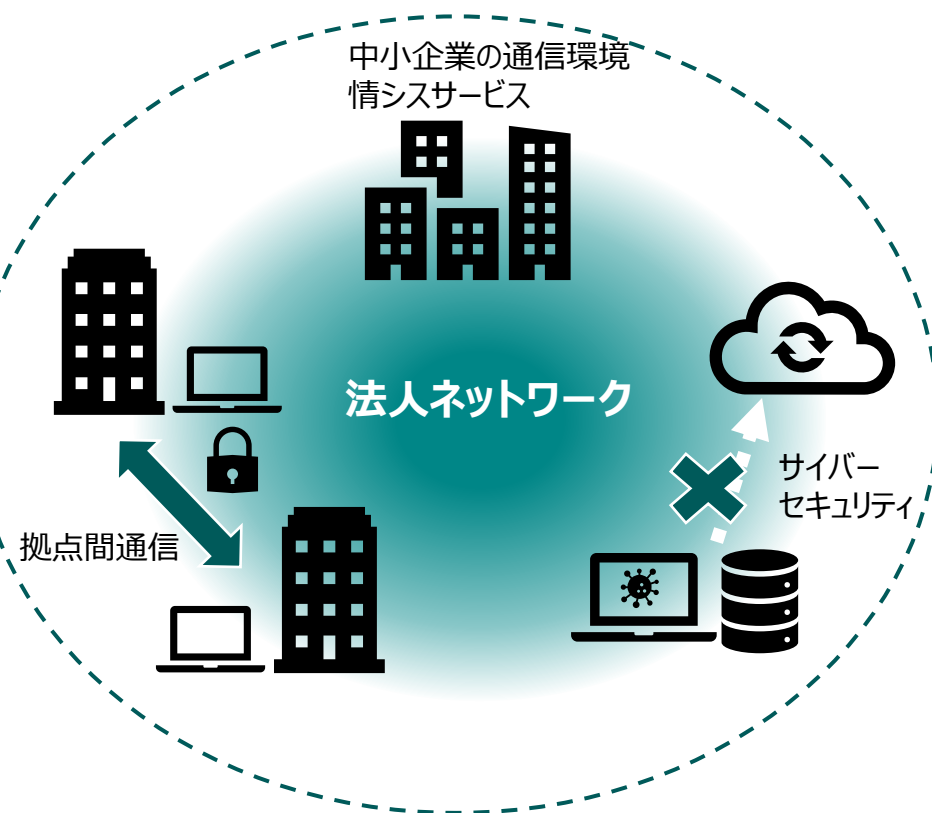 中小企業の通信環境
情シスサービス
法人ネットワーク
サイバー
セキュリティ
拠点間通信